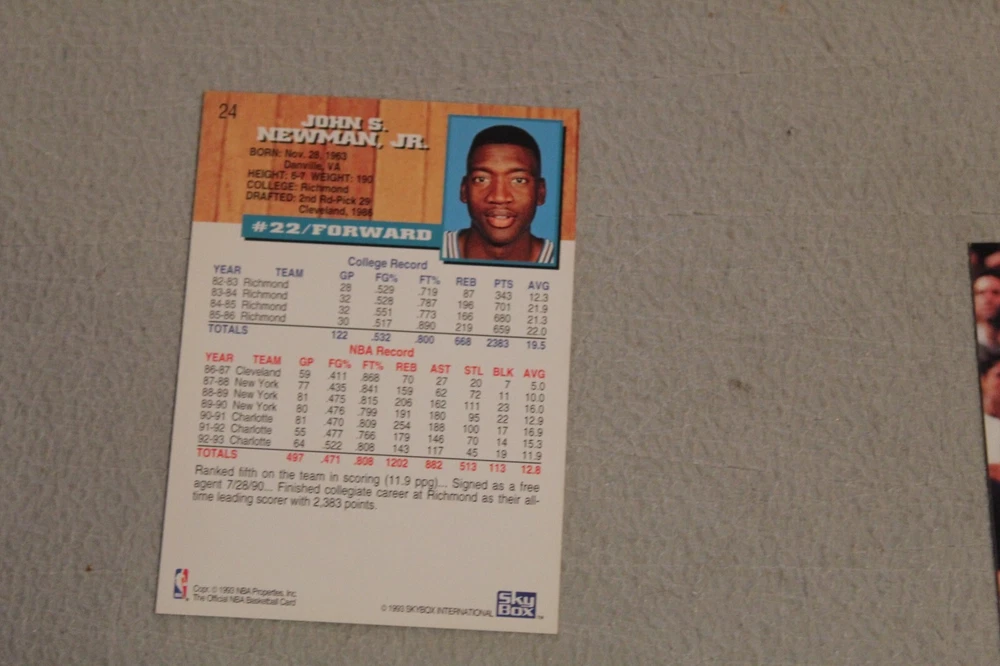 24
JOHN S.
NEWMAN, JR.
BORN: Nov. 28, 1963
Danville, VA
HEIGHT: 6-7 WEIGHT: 190
COLLEGE: Richmond
DRAFTED: 2nd Rd-Pick 29
Cleveland, 1986
#22/FORWARD
College Record
YEAR TEAM GP FG% FT% REB PTS AVG
82-83 Richmond 28 .529 .719 87 343 12.3
83-84 Richmond 32 .528 .787 196 701 21.9
84-85 Richmond 32 .551 .773 166 680 21.3
85-86 Richmond 30 .517 .890 219 659 22.0
TOTALS 122 .532 .800 668 2383 19.5
NBA Record
YEAR TEAM GP FG% FT% REB AST STL BLK AVG
86-87 Cleveland 59 .411 .868 70 27 20 7 5.0
87-88 New York 77 .435 .841 159 62 72 11 10.0
88-89 New York 81 .475 .815 206 162 111 23 16.0
89-90 New York 80 .476 .799 191 180 95 22 12.9
90-91 Charlotte 81 .470 .809 254 188 100 17 16.9
91-92 Charlotte 55 .477 .766 179 146 70 14 15.3
92-93 Charlotte 64 .522 .808 143 117 45 19 11.9
TOTALS 497 .471 .808 1202 882 513 113 12.8
Ranked fifth on the team in scoring (11.9 ppg)... Signed as a free
agent 7/28/90... Finished collegiate career at Richmond as their all-
time leading scorer with 2,383 points.
Copr. © 1993 NBA Properties, Inc.
The Official NBA Basketball Card
© 1993 SKYBOX INTERNATIONAL
SkyBox™